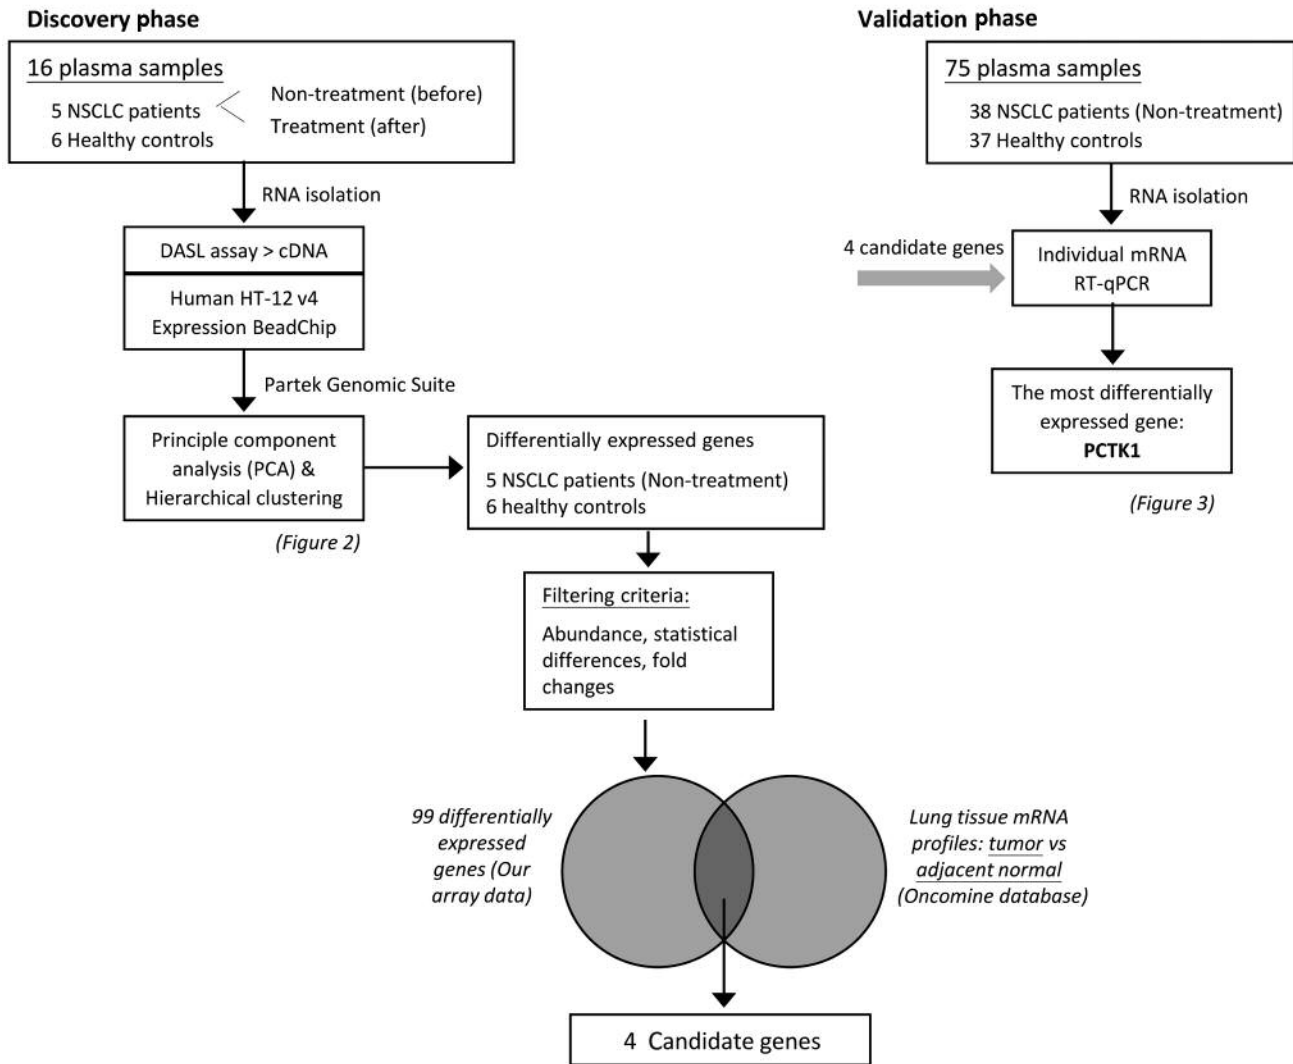 Discovery phase
16 plasma samples
5 NSCLC patients
Non-treatment (before)
Treatment (after)
6 Healthy controls
RNA isolation
DASL assay > cDNA
Human HT-12 v4
Expression BeadChip
Partek Genomic Suite
Principle component
analysis (PCA) &
Hierarchical clustering
(Figure 2)
Differentially expressed genes
5 NSCLC patients (Non-treatment)
6 healthy controls
Filtering criteria:
Abundance, statistical
differences, fold
changes
99 differentially
expressed
genes (Our
array data)
Lung tissue mRNA
profiles: tumor vs
adjacent normal
(Oncomine database)
4 Candidate genes
Validation phase
75 plasma samples
38 NSCLC patients (Non-treatment)
37 Healthy controls
RNA isolation
4 candidate genes
Individual mRNA
RT-qPCR
The most differentially
expressed gene:
PCTK1
(Figure 3)